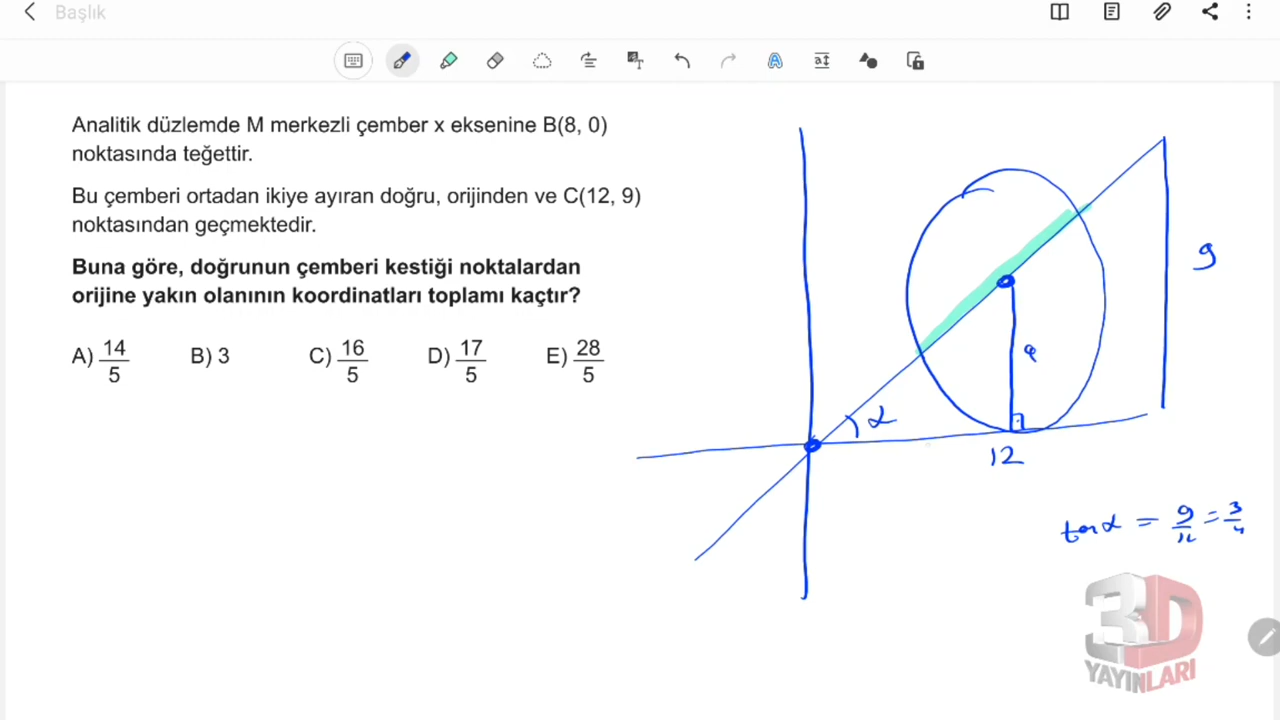 Başlık
Analitik düzlemde M merkezli çember x eksenine B(8, 0)
noktasında teğettir.
Bu çemberi ortadan ikiye ayıran doğru, orijinden ve C(12, 9)
noktasından geçmektedir.
Buna göre, doğrunun çemberi kestiği noktalardan
orijine yakın olanının koordinatları toplamı kaçtır?
A) 14/5 B) 3 C) 16/5 D) 17/5 E) 28/5
9
α
12
tanα = 9/12 = 3/4
3D
YAYINLARI